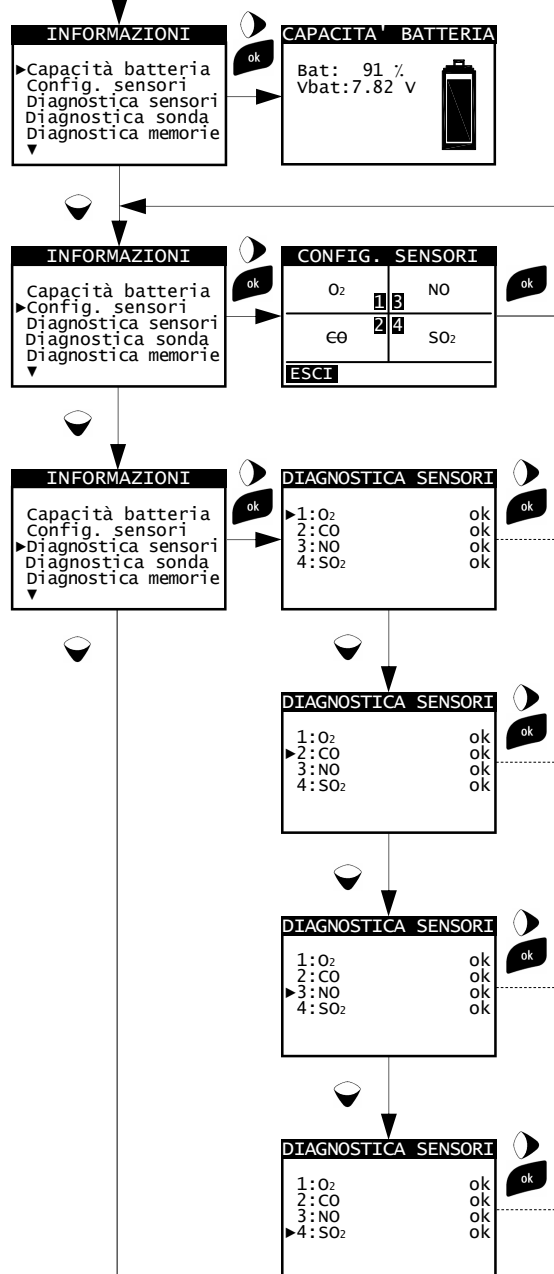 INFORMAZIONI
►Capacità batteria
Config. sensori
Diagnostica sensori
Diagnostica sonda
Diagnostica memorie
▼
ok
CAPACITA' BATTERIA
Bat: 91 %
Vbat:7.82 V
INFORMAZIONI
Capacità batteria
►Config. sensori
Diagnostica sensori
Diagnostica sonda
Diagnostica memorie
▼
ok
CONFIG. SENSORI
O₂ 1 3 NO
CO 2 4 SO₂
ESCI
ok
INFORMAZIONI
Capacità batteria
Config. sensori
►Diagnostica sensori
Diagnostica sonda
Diagnostica memorie
▼
ok
DIAGNOSTICA SENSORI
►1:O₂ ok
2:CO ok
3:NO ok
4:SO₂ ok
ok
DIAGNOSTICA SENSORI
1:O₂ ok
►2:CO ok
3:NO ok
4:SO₂ ok
ok
DIAGNOSTICA SENSORI
1:O₂ ok
2:CO ok
►3:NO ok
4:SO₂ ok
ok
DIAGNOSTICA SENSORI
1:O₂ ok
2:CO ok
3:NO ok
►4:SO₂ ok
ok